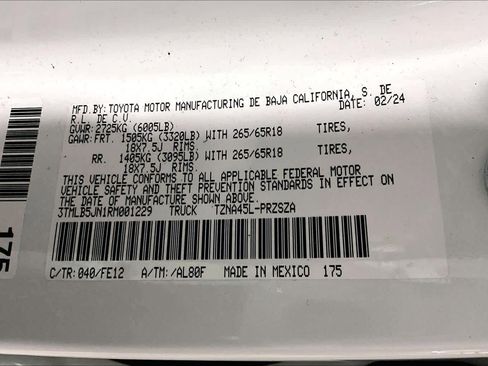 MFD. BY: TOYOTA MOTOR MANUFACTURING DE BAJA CALIFORNIA, S. DE
R.L. DE C.V. DATE: 02/24
GVWR: 2725KG (6005LB)
GAWR: FRT. 1505KG (3320LB) WITH 265/65R18 TIRES,
18X7.5J RIMS.
RR. 1405KG (3095LB) WITH 265/65R18 TIRES,
18X7.5J RIMS.
THIS VEHICLE CONFORMS TO ALL APPLICABLE FEDERAL MOTOR
VEHICLE SAFETY AND THEFT PREVENTION STANDARDS IN EFFECT ON
THE DATE OF MANUFACTURE SHOWN ABOVE.
3TMLB5JN1RM001229 TRUCK TZNA45L-PRZSZA
C/TR: 040/FE12 A/TM: /AL80F MADE IN MEXICO 175
175